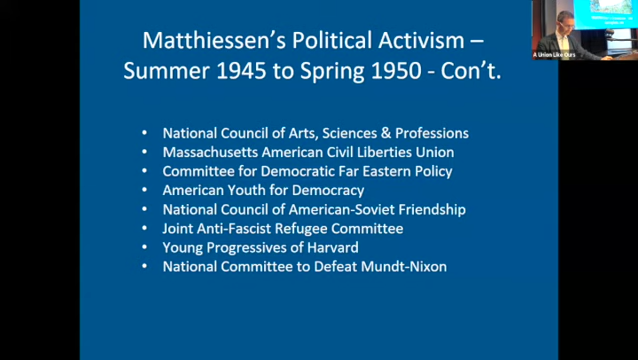 Matthiessen's Political Activism –
Summer 1945 to Spring 1950 - Con't.
• National Council of Arts, Sciences & Professions
• Massachusetts American Civil Liberties Union
• Committee for Democratic Far Eastern Policy
• American Youth for Democracy
• National Council of American-Soviet Friendship
• Joint Anti-Fascist Refugee Committee
• Young Progressives of Harvard
• National Committee to Defeat Mundt-Nixon
A Union Like Ours